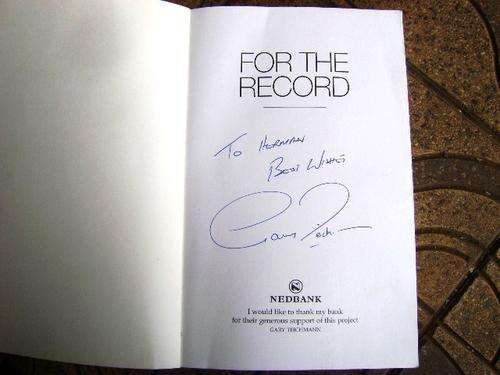 FOR THE
RECORD
To HERMAN
BEST WISHES
NEDBANK
I would like to thank my bank
for their generous support of this project
GARY TEICHMANN